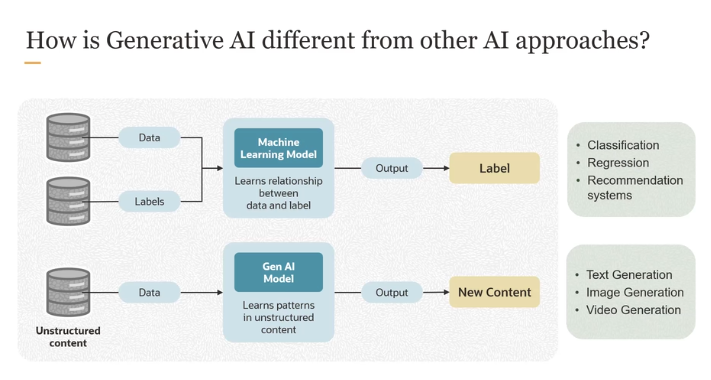 How is Generative AI different from other AI approaches?
Data
Labels
Machine
Learning Model
Learns relationship
between
data and label
Output
Label
• Classification
• Regression
• Recommendation
systems
Data
Unstructured
content
Gen AI
Model
Learns patterns
in unstructured
content
Output
New Content
• Text Generation
• Image Generation
• Video Generation